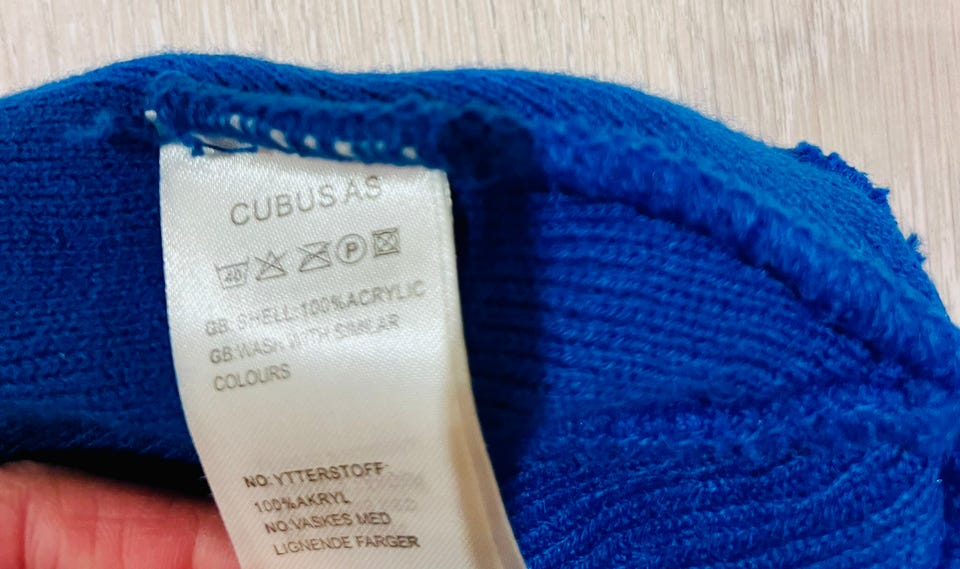 CUBUS AS
40 P
GB: SHELL:100%ACRYLIC
GB:WASH WITH SIMILAR
COLOURS
NO: YTTERSTOFF:
100%AKRYL
NO:VASKES MED
LIGNENDE FARGER